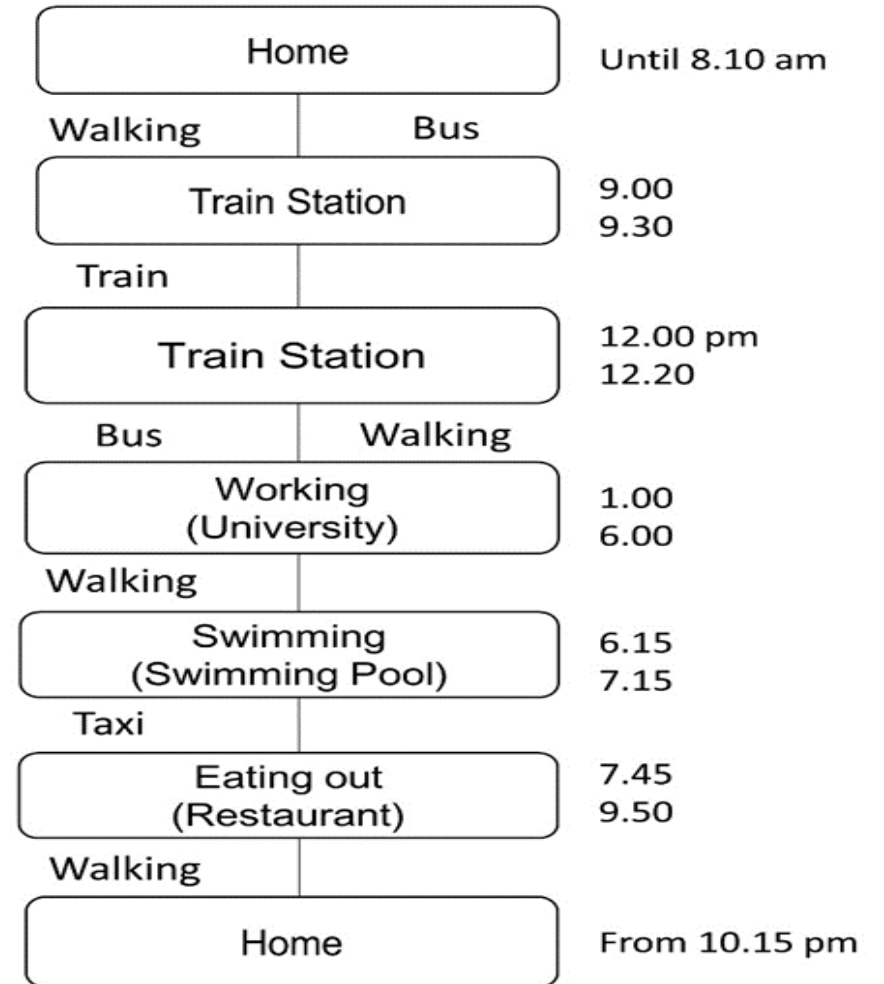 Home
Until 8.10 am
Walking
Bus
Train Station
9.00
9.30
Train
Train Station
12.00 pm
12.20
Bus
Walking
Working
(University)
1.00
6.00
Walking
Swimming
(Swimming Pool)
6.15
7.15
Taxi
Eating out
(Restaurant)
7.45
9.50
Walking
Home
From 10.15 pm